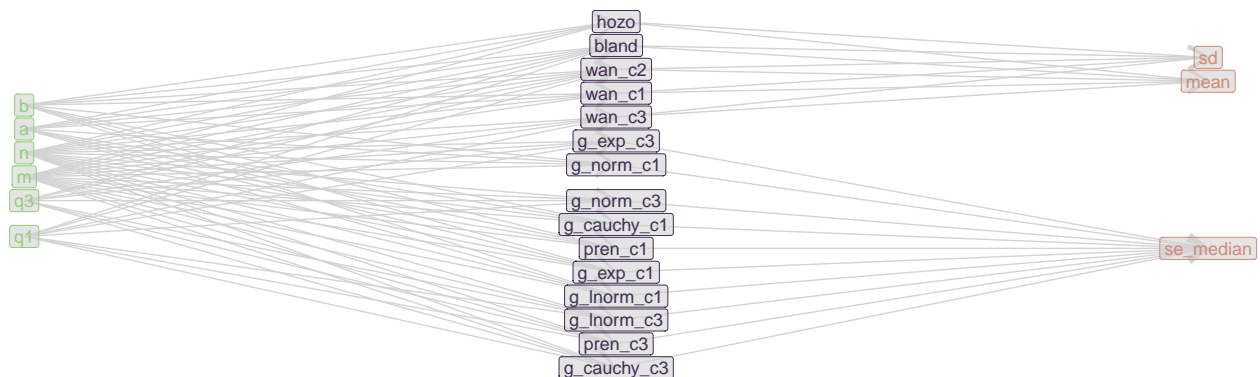 b
a
n
m
q3
q1
hozo
bland
wan_c2
wan_c1
wan_c3
g_exp_c3
g_norm_c1
g_norm_c3
g_cauchy_c1
pren_c1
g_exp_c1
g_lnorm_c1
g_lnorm_c3
pren_c3
g_cauchy_c3
sd
mean
se_median